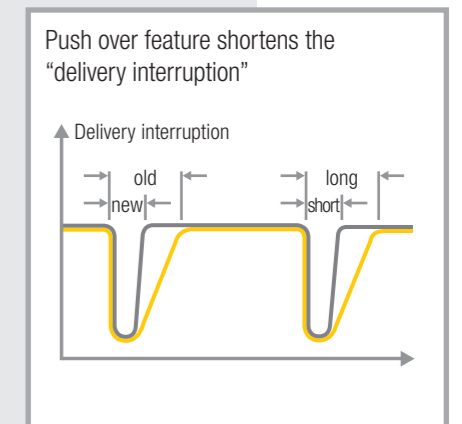 Push over feature shortens the
“delivery interruption”
Delivery interruption
old
long
new
short